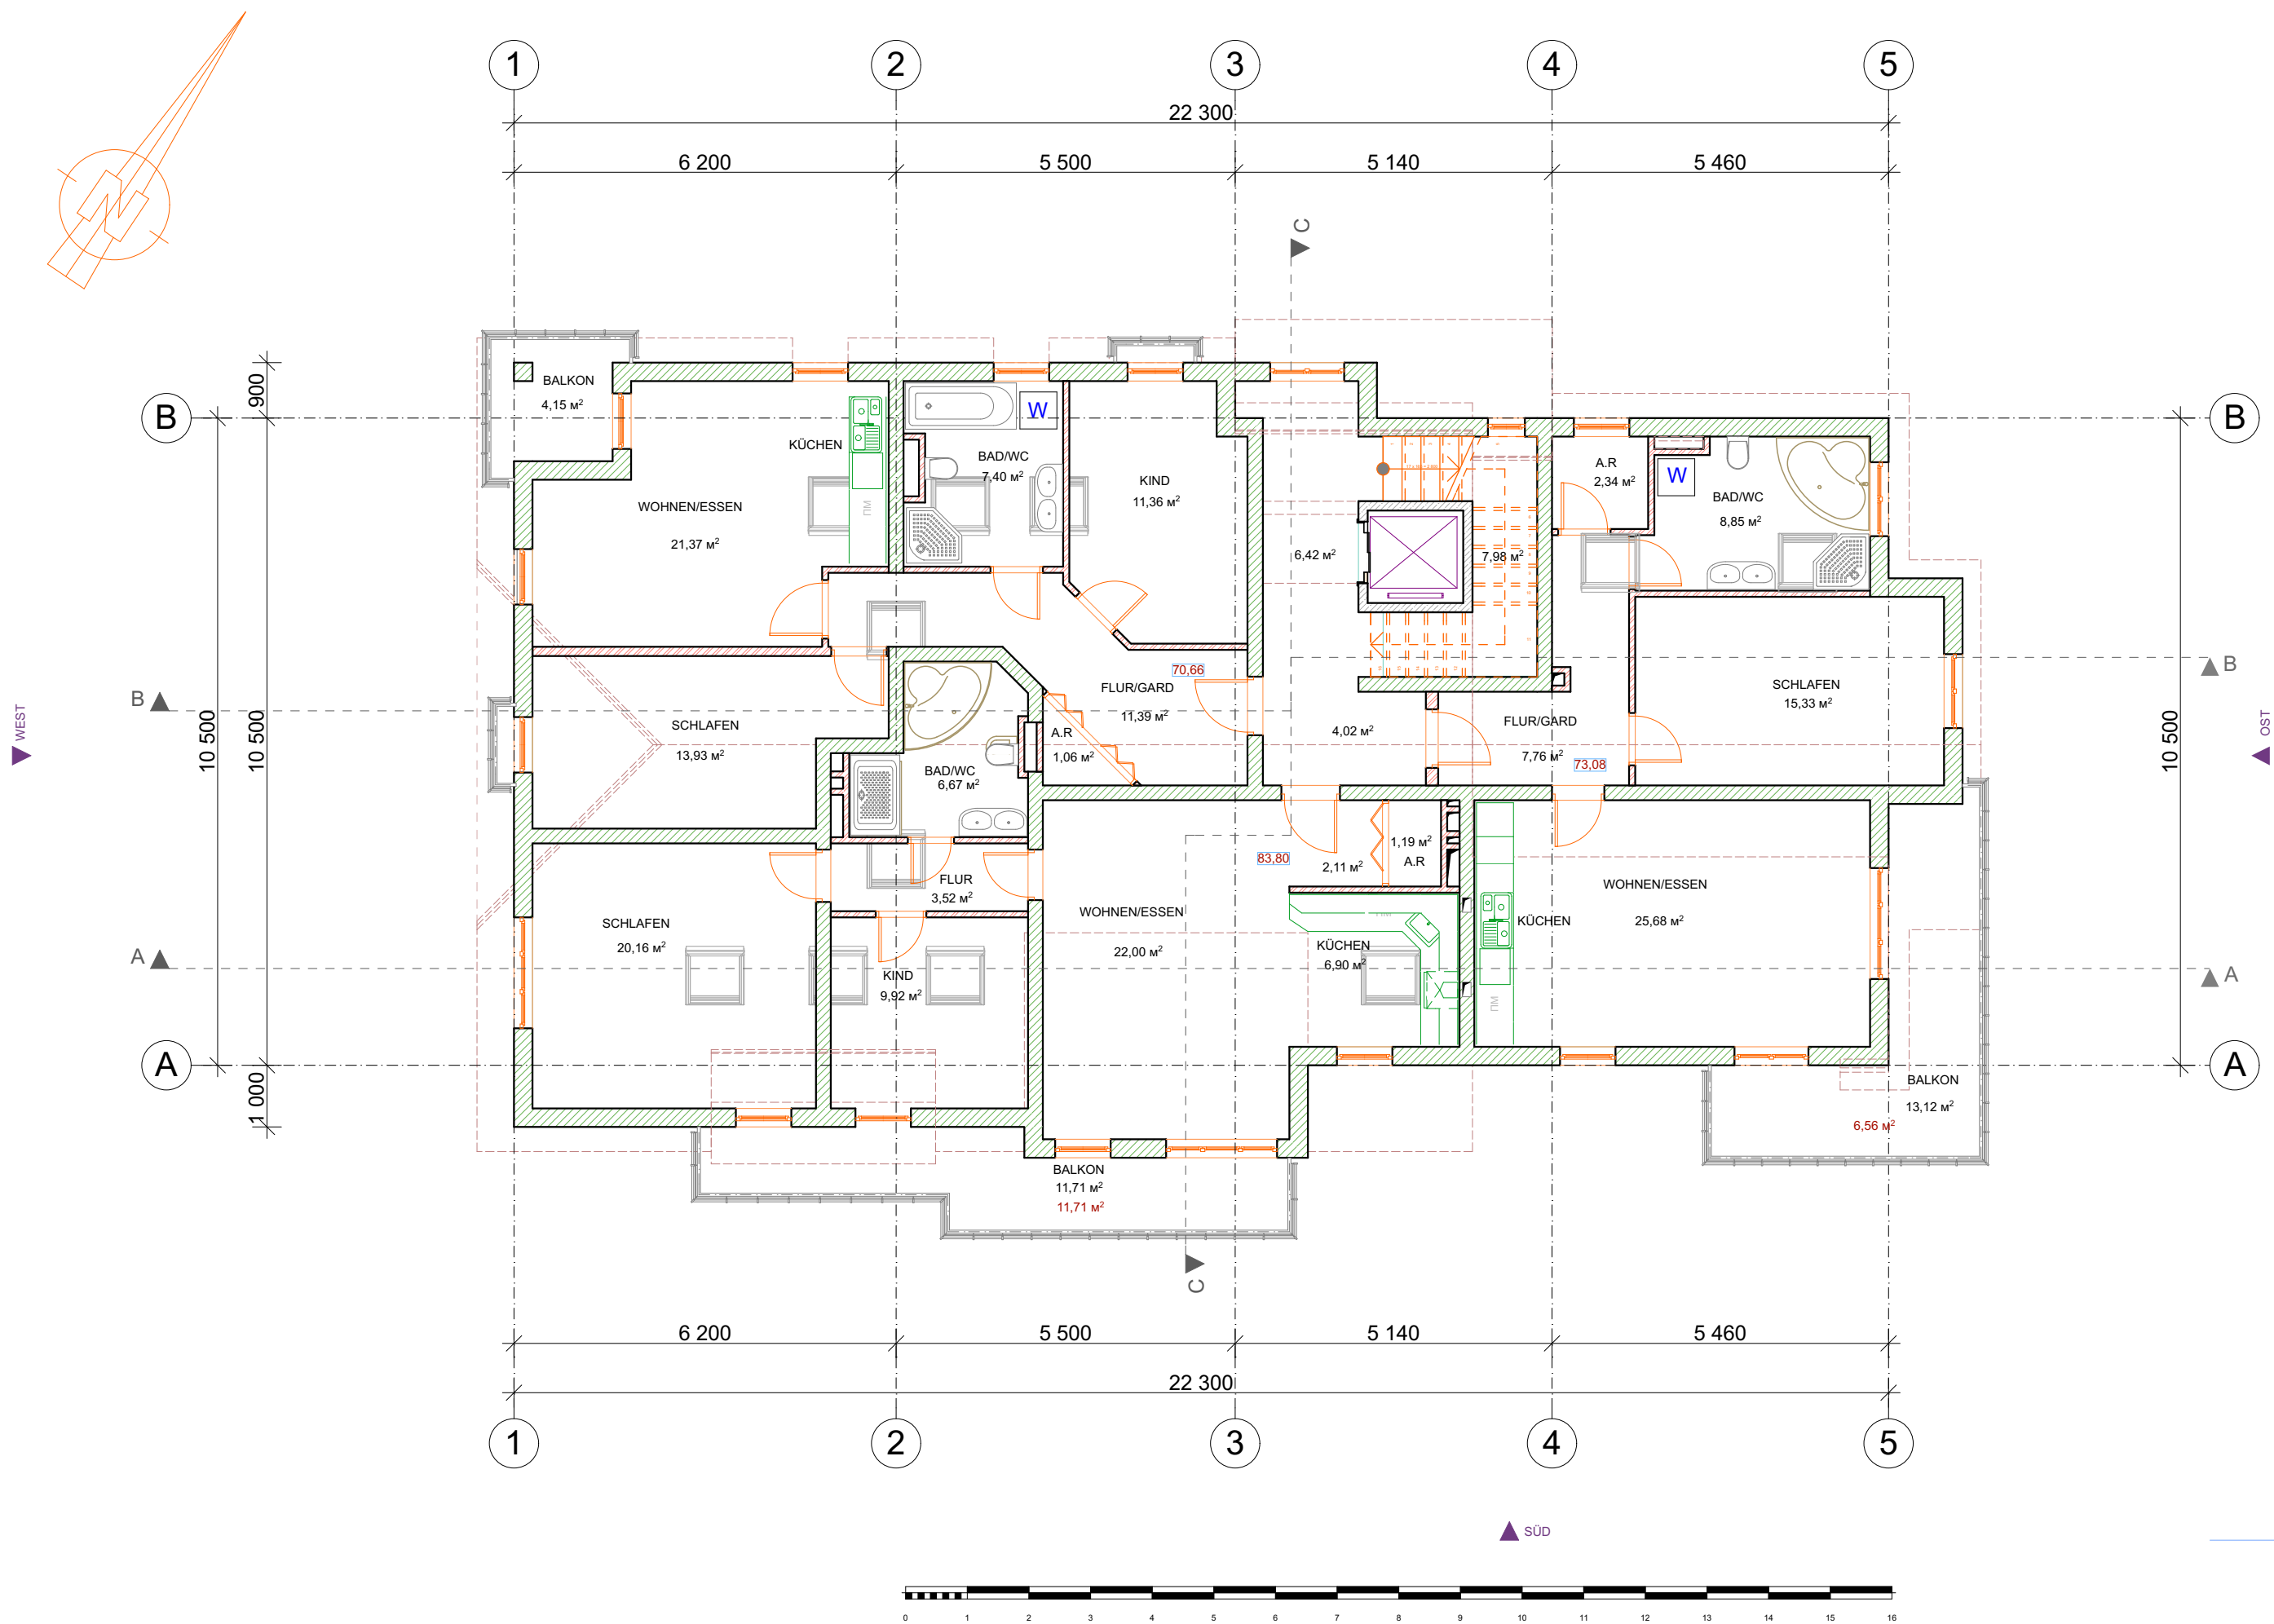 1 2 3 4 5
22 300
6 200 5 500 5 140 5 460
C
N
900
BALKON
4,15 м²
B B
KÜCHEN
W
BAD/WC
7,40 м²
KIND
11,36 м²
A.R
2,34 м²
W
BAD/WC
8,85 м²
WOHNEN/ESSEN
21,37 м²
ПМ
6,42 м²
7,98 м²
B B
70,66
FLUR/GARD
11,39 м²
SCHLAFEN
15,33 м²
WEST
OST
10 500 10 500 10 500
SCHLAFEN
13,93 м²
A.R
1,06 м²
4,02 м²
FLUR/GARD
7,76 м²
73,08
BAD/WC
6,67 м²
83,80
2,11 м²
1,19 м²
A.R
FLUR
3,52 м²
WOHNEN/ESSEN
25,68 м²
SCHLAFEN
20,16 м²
WOHNEN/ESSEN
22,00 м²
ПМ
KÜCHEN
6,90 м²
KÜCHEN
ПМ
A A
KIND
9,92 м²
A A
1 000
BALKON
13,12 м²
6,56 м²
BALKON
11,71 м²
11,71 м²
C
6 200 5 500 5 140 5 460
22 300
1 2 3 4 5
SÜD
0 1 2 3 4 5 6 7 8 9 10 11 12 13 14 15 16